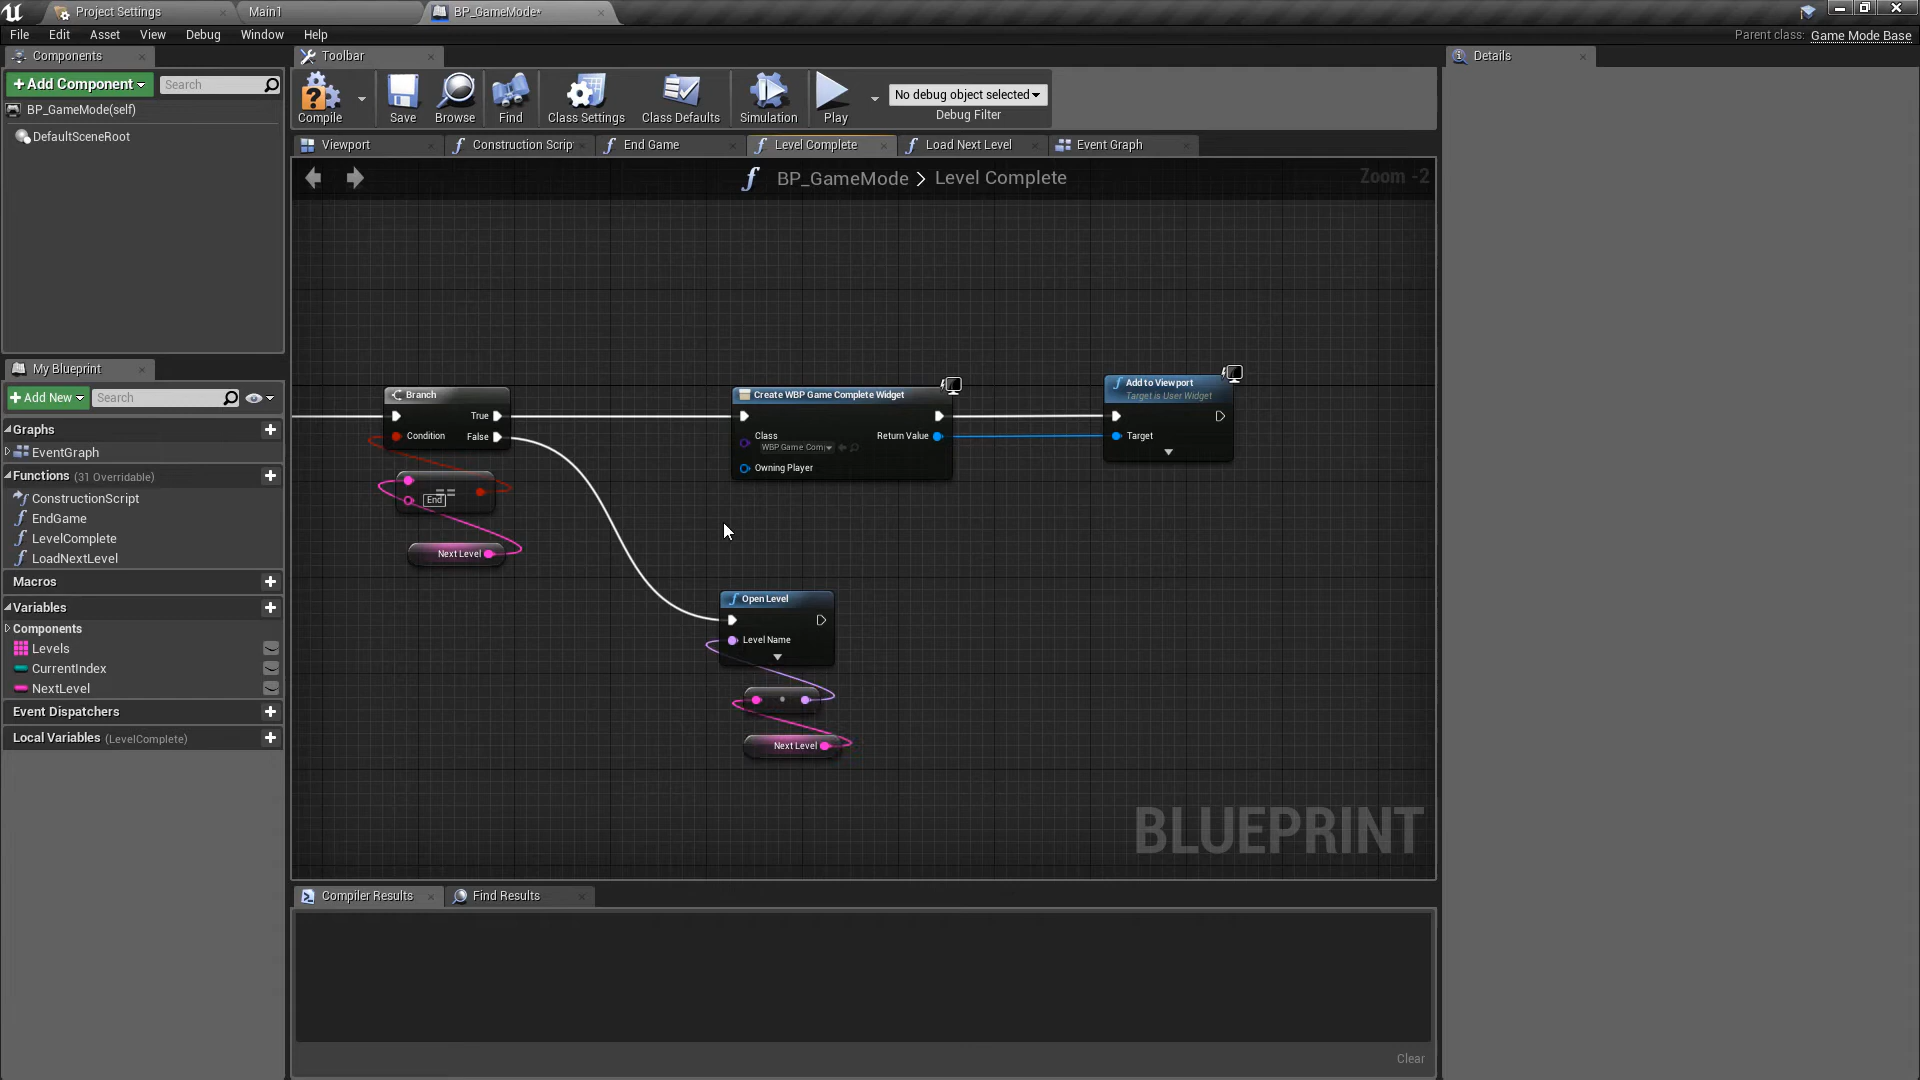 Project Settings
Main1
BP_GameMode*
File Edit Asset View Debug Window Help
Parent class: Game Mode Base
Components
+Add Component
Search
BP_GameMode(self)
DefaultSceneRoot
Toolbar
Compile
Save
Browse
Find
Class Settings
Class Defaults
Simulation
Play
No debug object selected
Debug Filter
Details
Viewport
Construction Scrip
End Game
Level Complete
Load Next Level
Event Graph
BP_GameMode > Level Complete
Zoom -2
My Blueprint
+Add New
Search
Graphs
EventGraph
Functions (31 Overridable)
ConstructionScript
EndGame
LevelComplete
LoadNextLevel
Macros
Variables
Components
Levels
CurrentIndex
NextLevel
Event Dispatchers
Local Variables (LevelComplete)
Branch
True
Condition
False
==
End
Next Level
Create WBP Game Complete Widget
Class
WBP Game Com
Return Value
Owning Player
Add to Viewport
Target is User Widget
Target
Open Level
Level Name
Next Level
BLUEPRINT
Compiler Results
Find Results
Clear